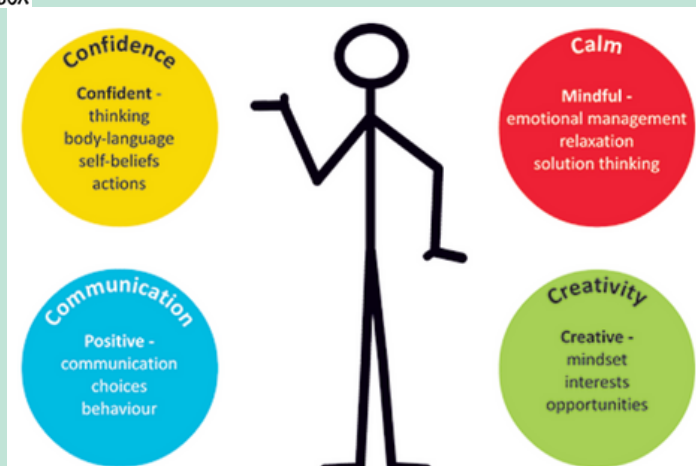 Confidence
Confident -
thinking
body-language
self-beliefs
actions
Calm
Mindful -
emotional management
relaxation
solution thinking
Communication
Positive -
communication
choices
behaviour
Creativity
Creative -
mindset
interests
opportunities